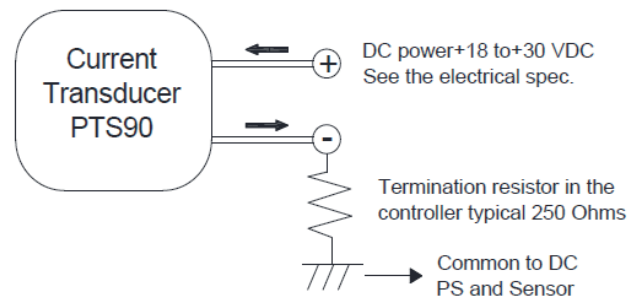 Current
Transducer
PTS90
+
DC power+18 to+30 VDC
See the electrical spec.
-
Termination resistor in the
controller typical 250 Ohms
Common to DC
PS and Sensor